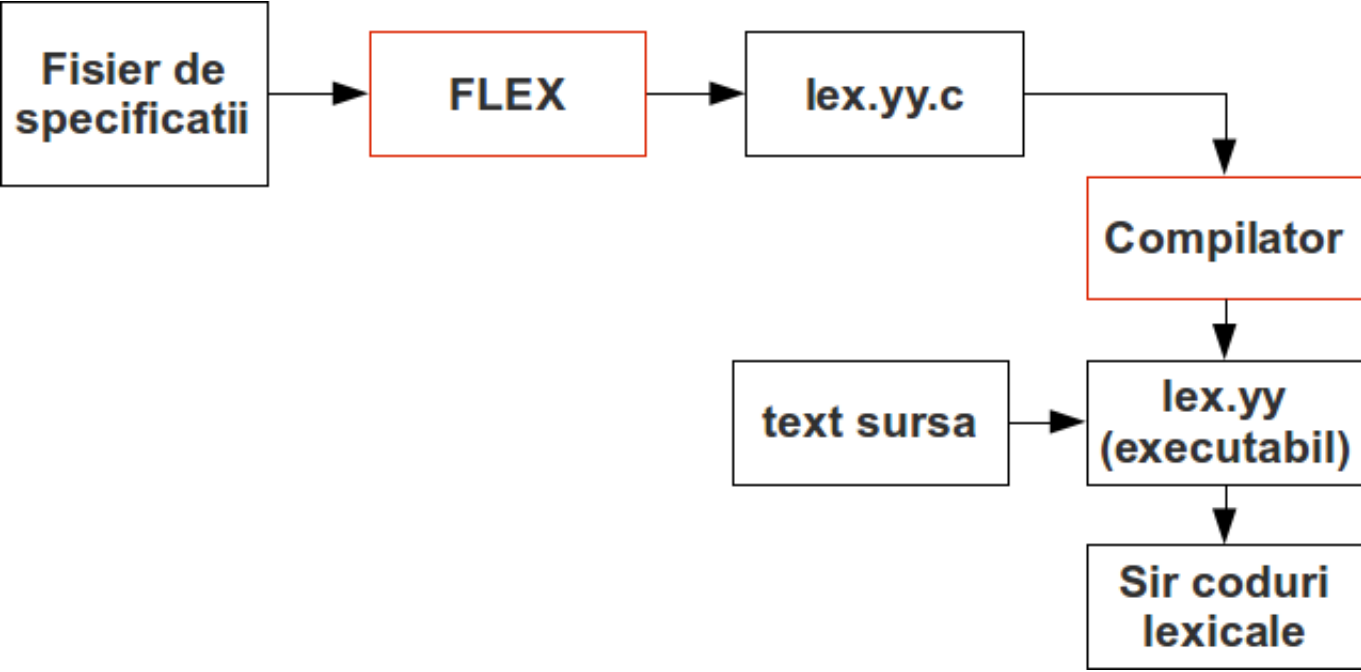 Fisier de
specificatii
FLEX
lex.yy.c
Compilator
text sursa
lex.yy
(executabil)
Sir coduri
lexicale